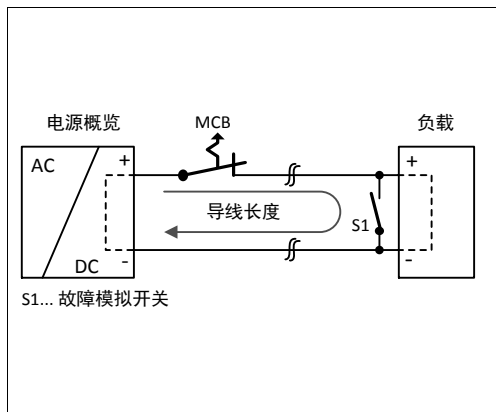 电源概览
MCB
负载
AC
+
+
导线长度
S1
-
-
DC
S1... 故障模拟开关